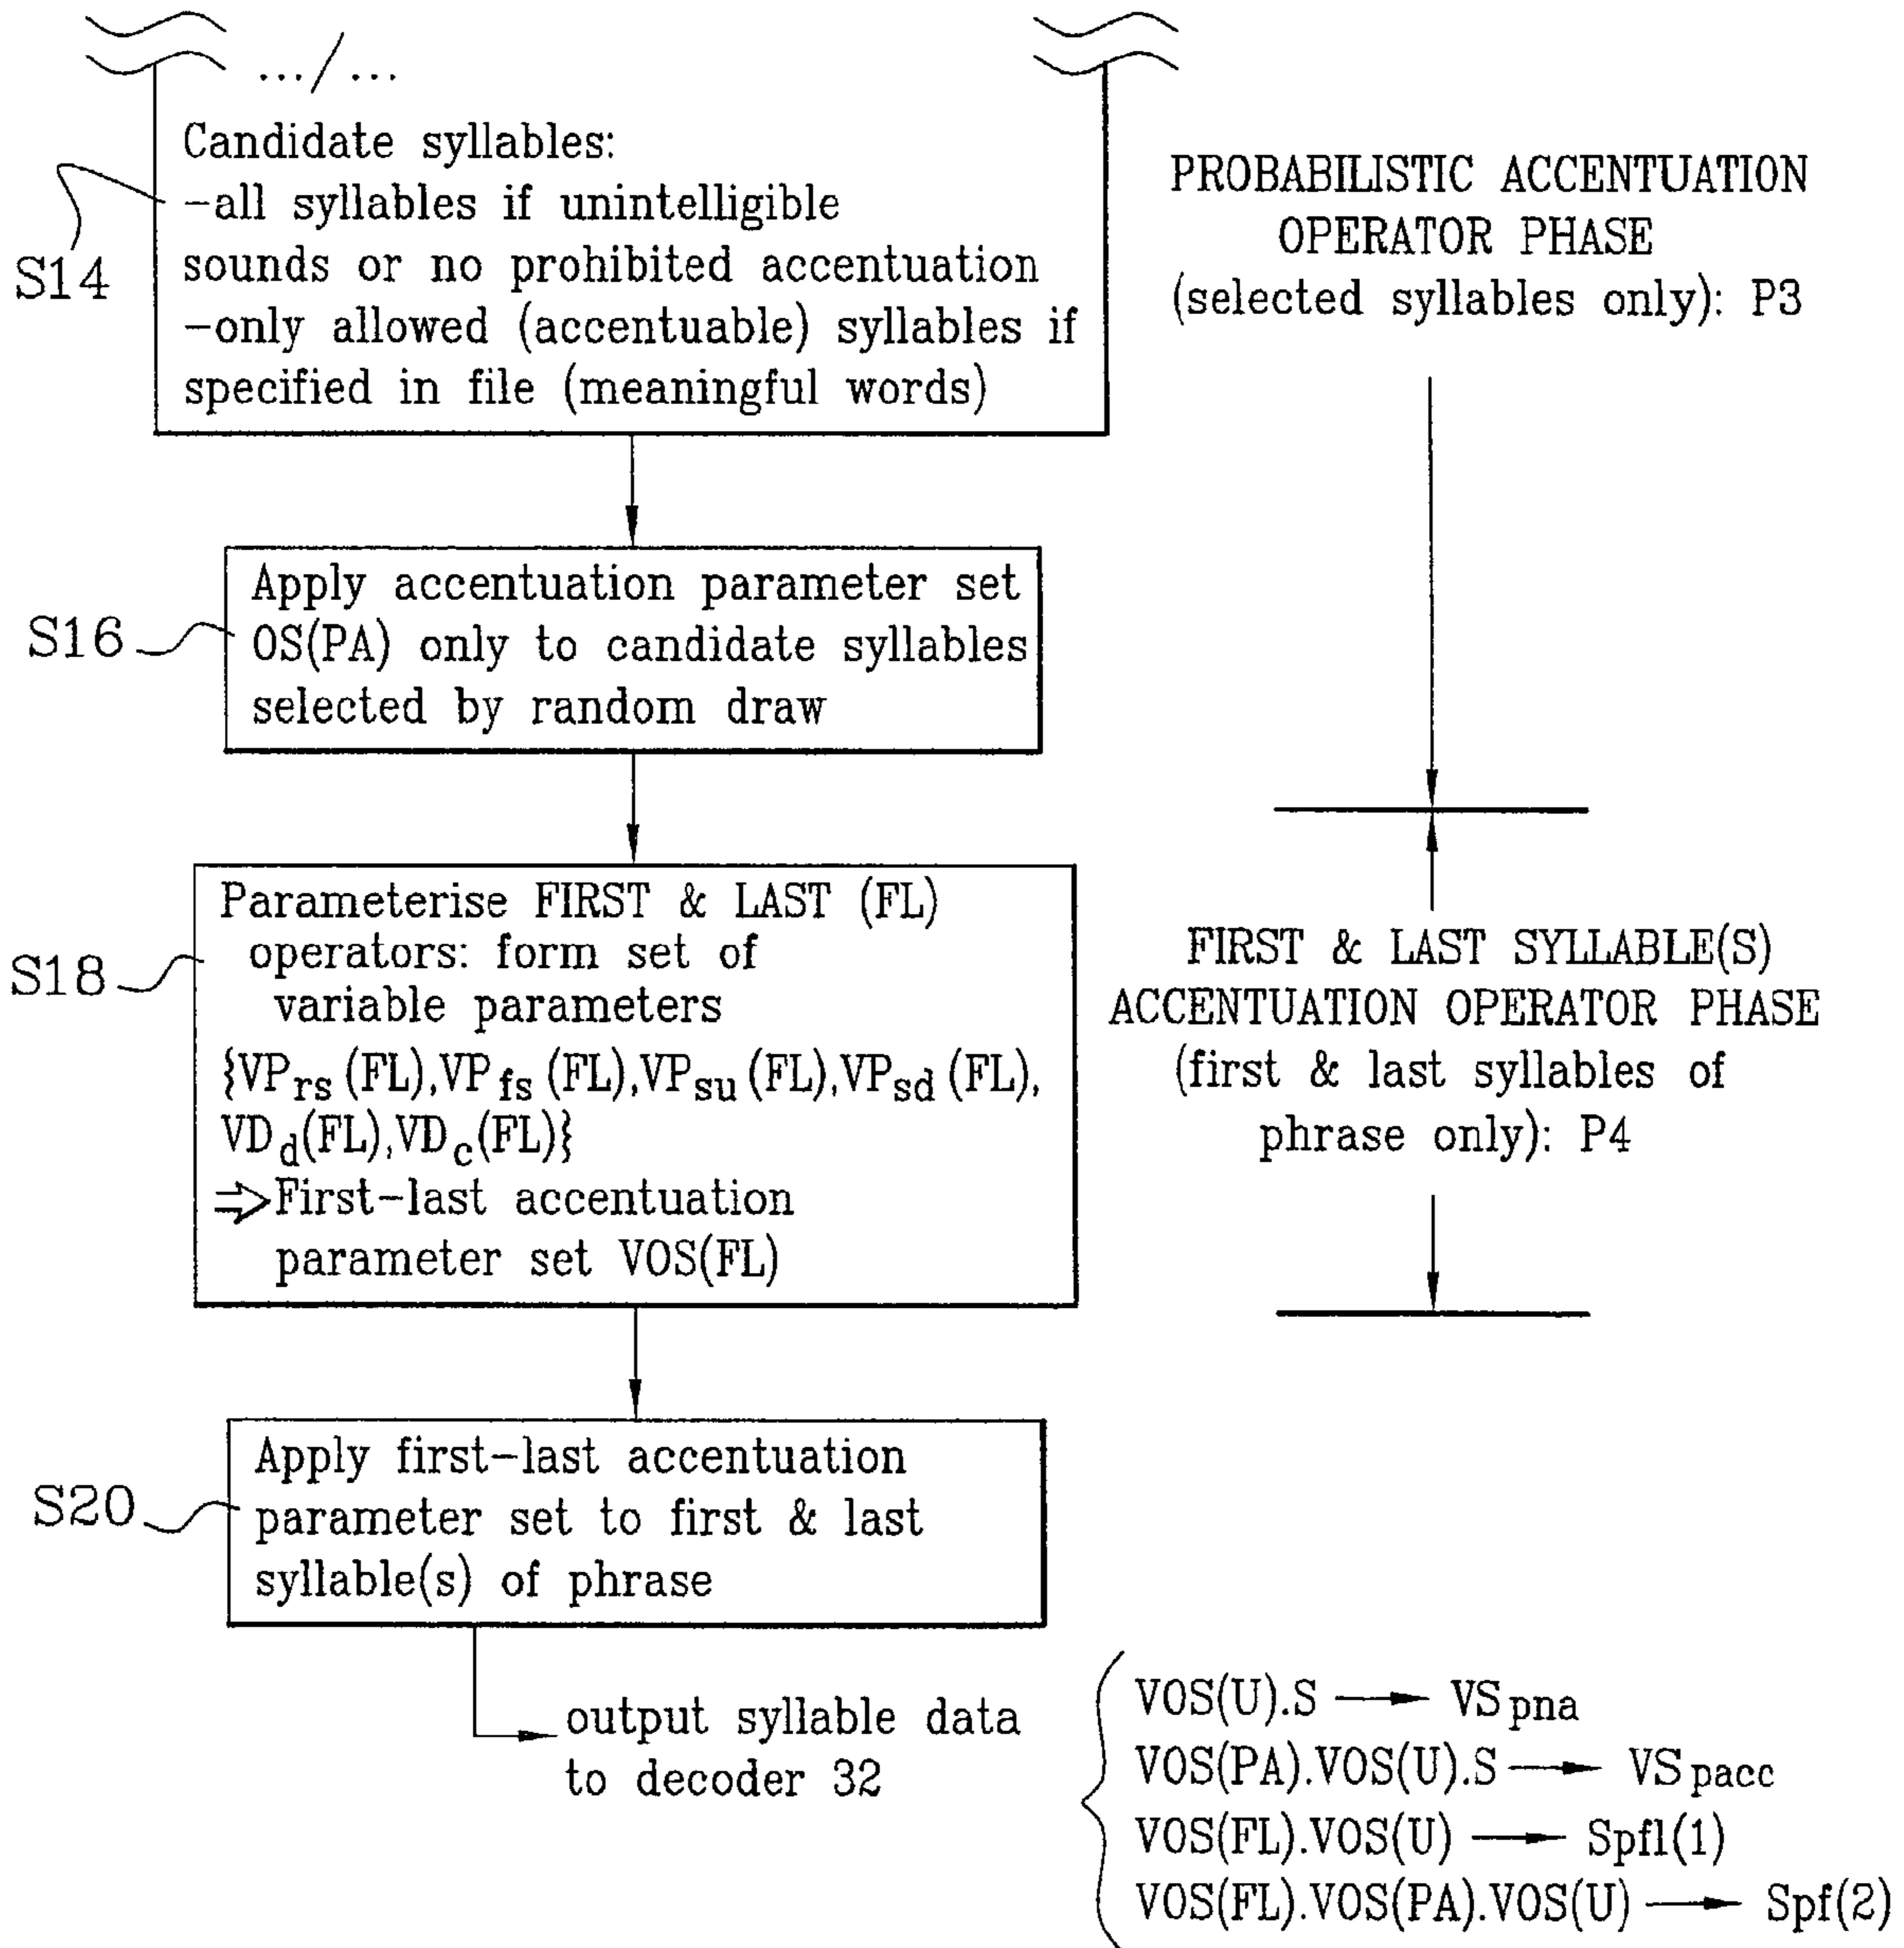 .../...
Candidate syllables:
-all syllables if unintelligible
sounds or no prohibited accentuation
-only allowed (accentuable) syllables if
specified in file (meaningful words)
S14
PROBABILISTIC ACCENTUATION
OPERATOR PHASE
(selected syllables only): P3
S16
Apply accentuation parameter set
OS(PA) only to candidate syllables
selected by random draw
S18
Parameterise FIRST & LAST (FL)
operators: form set of
variable parameters
{VPrs (FL),VPfs (FL),VPsu (FL),VPsd (FL),
VDd(FL),VDc(FL)}
⇒First-last accentuation
parameter set VOS(FL)
FIRST & LAST SYLLABLE(S)
ACCENTUATION OPERATOR PHASE
(first & last syllables of
phrase only): P4
S20
Apply first-last accentuation
parameter set to first & last
syllable(s) of phrase
output syllable data
to decoder 32
VOS(U).S → VSpna
VOS(PA).VOS(U).S → VSpacc
VOS(FL).VOS(U) → Spfl(1)
VOS(FL).VOS(PA).VOS(U) → Spf(2)